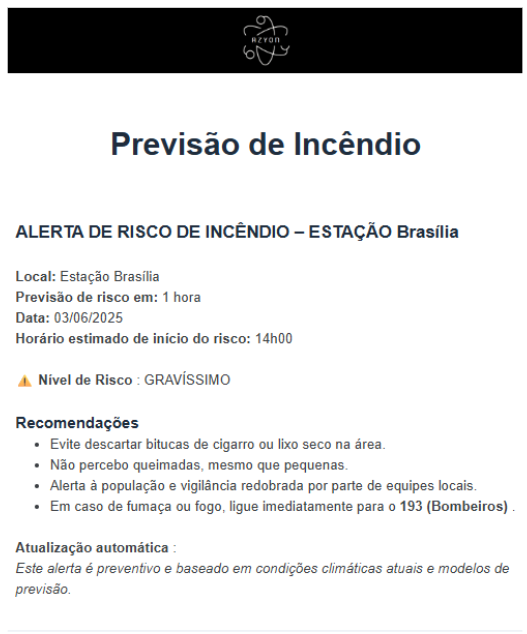 AZYON
Previsão de Incêndio
ALERTA DE RISCO DE INCÊNDIO – ESTAÇÃO Brasília
Local: Estação Brasília
Previsão de risco em: 1 hora
Data: 03/06/2025
Horário estimado de início do risco: 14h00
⚠️ Nível de Risco : GRAVÍSSIMO
Recomendações
• Evite descartar bitucas de cigarro ou lixo seco na área.
• Não percebo queimadas, mesmo que pequenas.
• Alerta à população e vigilância redobrada por parte de equipes locais.
• Em caso de fumaça ou fogo, ligue imediatamente para o 193 (Bombeiros) .
Atualização automática :
Este alerta é preventivo e baseado em condições climáticas atuais e modelos de
previsão.